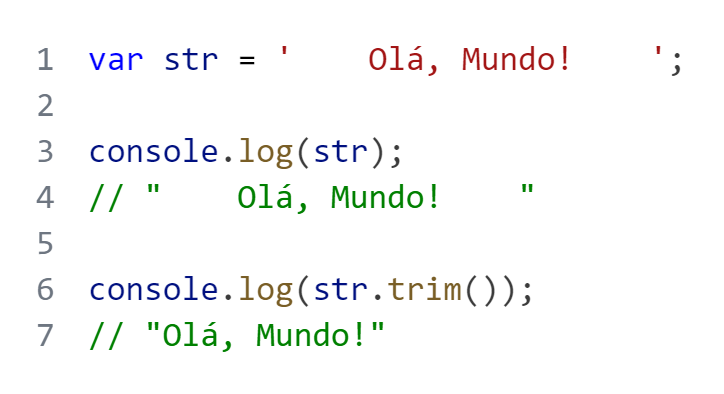 1 var str = '    Olá, Mundo!    ';
2
3 console.log(str);
4 // "    Olá, Mundo!    "
5
6 console.log(str.trim());
7 // "Olá, Mundo!"